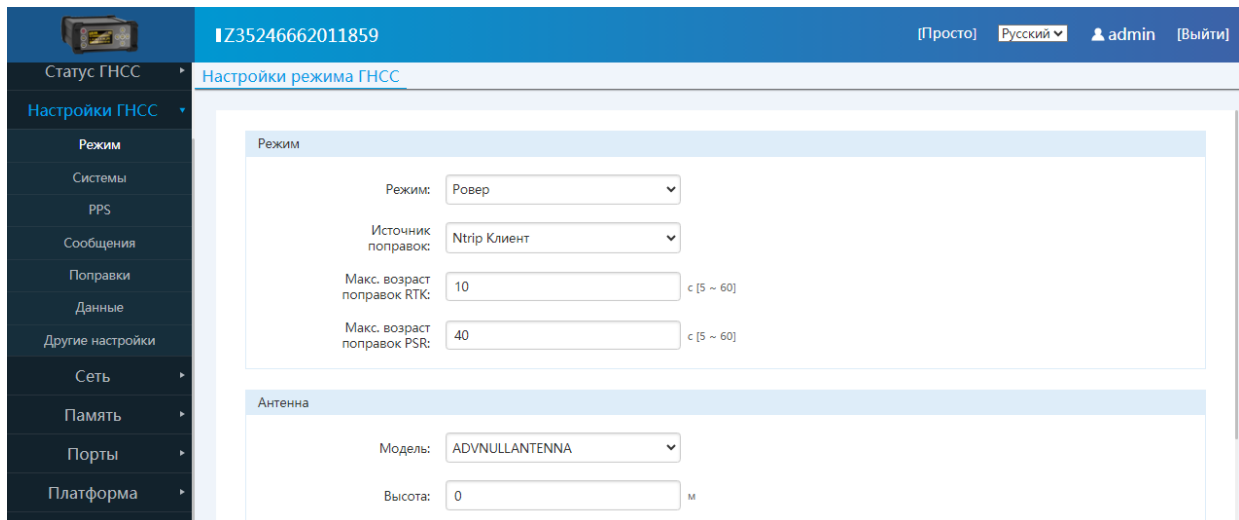 Z35246662011859
[Просто]
Русский
admin
[Выйти]
Статус ГНСС
Настройки режима ГНСС
Настройки ГНСС
Режим
Системы
PPS
Сообщения
Поправки
Данные
Другие настройки
Сеть
Память
Порты
Платформа
Режим
Режим: Ровер
Источник
поправок: Ntrip Клиент
Макс. возраст
поправок RTK: 10 с [5 ~ 60]
Макс. возраст
поправок PSR: 40 с [5 ~ 60]
Антенна
Модель: ADVNULLANTENNA
Высота: 0 м